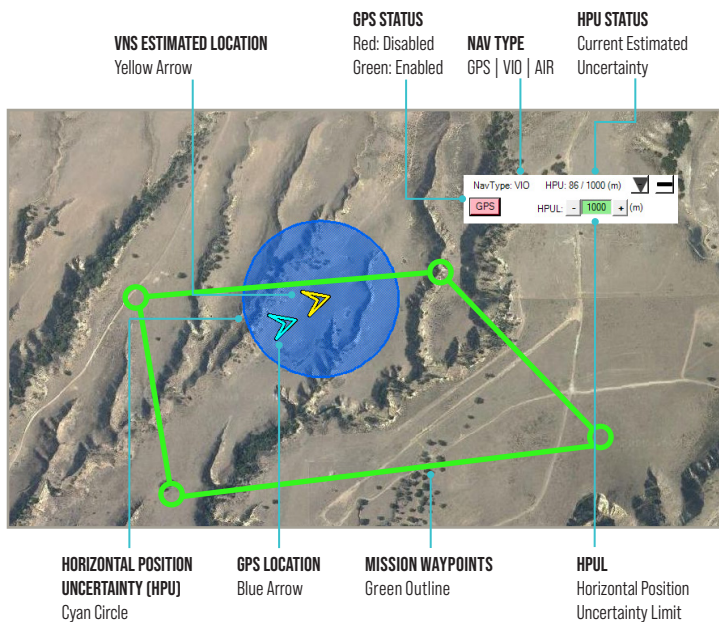 GPS STATUS
Red: Disabled
Green: Enabled
HPU STATUS
Current Estimated
Uncertainty
VNS ESTIMATED LOCATION
Yellow Arrow
NAV TYPE
GPS | VIO | AIR
NavType: VIO HPU: 86 / 1000 (m)
GPS HPUL: - 1000 + (m)
HORIZONTAL POSITION
UNCERTAINTY (HPU)
Cyan Circle
GPS LOCATION
Blue Arrow
MISSION WAYPOINTS
Green Outline
HPUL
Horizontal Position
Uncertainty Limit